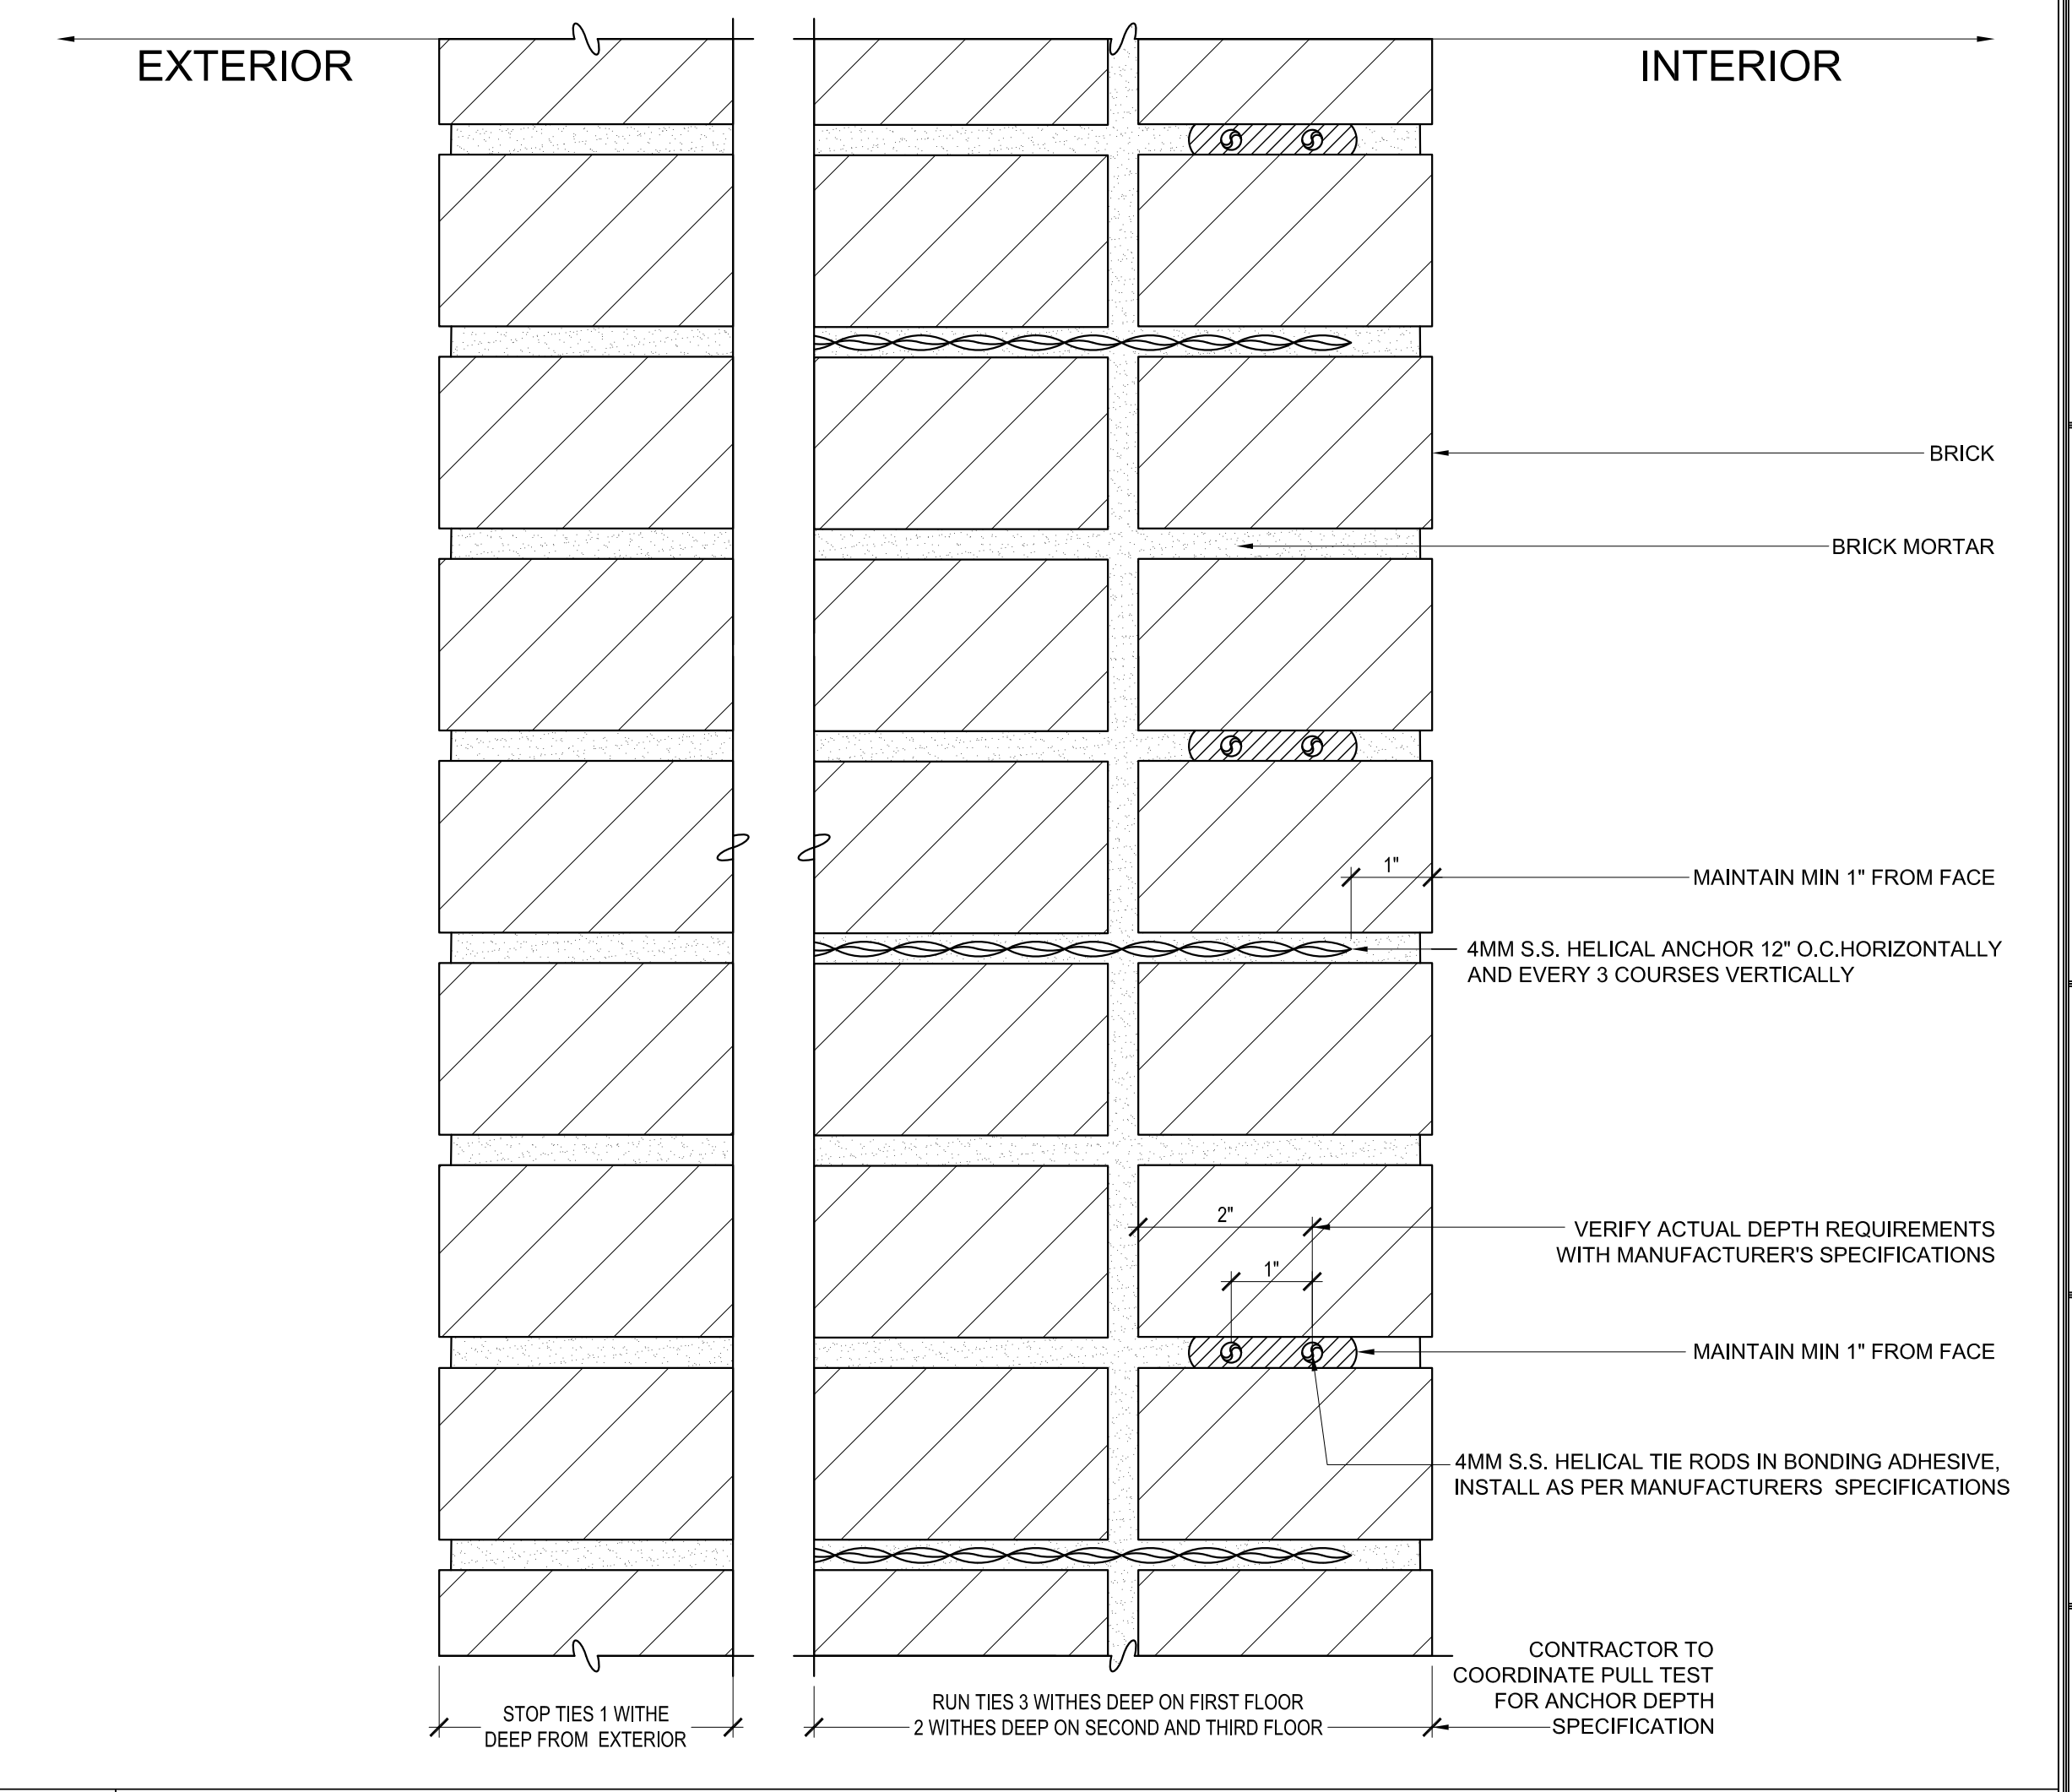 EXTERIOR
INTERIOR
BRICK
BRICK MORTAR
1"
MAINTAIN MIN 1" FROM FACE
4MM S.S. HELICAL ANCHOR 12" O.C.HORIZONTALLY
AND EVERY 3 COURSES VERTICALLY
2"
VERIFY ACTUAL DEPTH REQUIREMENTS
WITH MANUFACTURER'S SPECIFICATIONS
1"
MAINTAIN MIN 1" FROM FACE
4MM S.S. HELICAL TIE RODS IN BONDING ADHESIVE,
INSTALL AS PER MANUFACTURERS SPECIFICATIONS
CONTRACTOR TO
COORDINATE PULL TEST
FOR ANCHOR DEPTH
SPECIFICATION
STOP TIES 1 WITHE
DEEP FROM EXTERIOR
RUN TIES 3 WITHES DEEP ON FIRST FLOOR
2 WITHES DEEP ON SECOND AND THIRD FLOOR